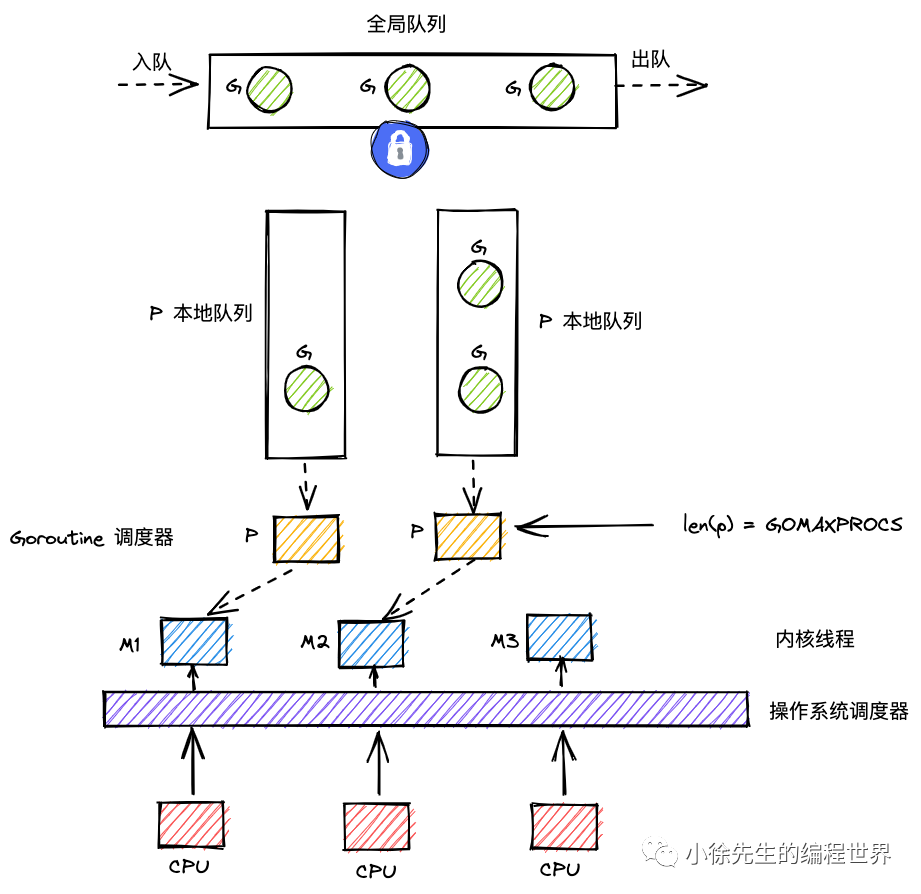 全局队列
入队
出队
G
G
G
G
P 本地队列
P 本地队列
G
G
Goroutine 调度器
P
P
len(p) = GOMAXPROCS
M1
M2
M3
内核线程
操作系统调度器
CPU
CPU
CPU
小徐先生的编程世界